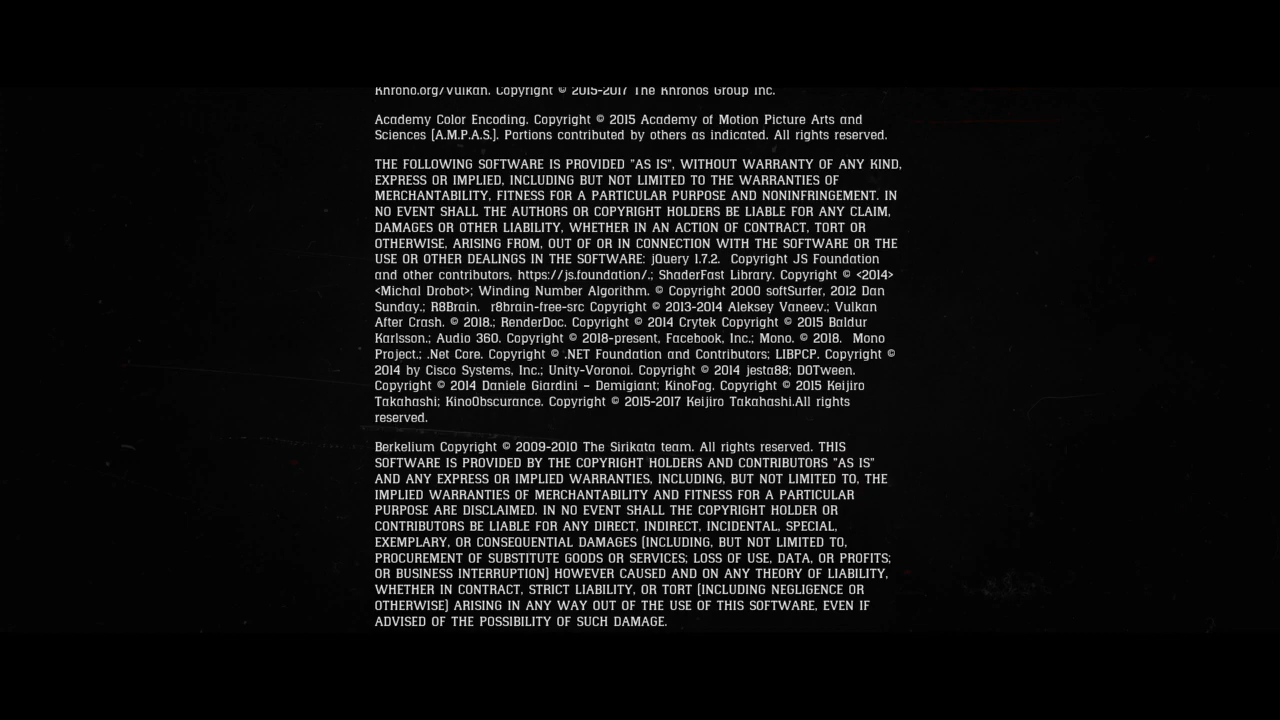 Khrono.org/Vulkan. Copyright © 2015-2017 The Khronos Group Inc.
Academy Color Encoding. Copyright © 2015 Academy of Motion Picture Arts and
Sciences [A.M.P.A.S.]. Portions contributed by others as indicated. All rights reserved.
THE FOLLOWING SOFTWARE IS PROVIDED "AS IS", WITHOUT WARRANTY OF ANY KIND,
EXPRESS OR IMPLIED, INCLUDING BUT NOT LIMITED TO THE WARRANTIES OF
MERCHANTABILITY, FITNESS FOR A PARTICULAR PURPOSE AND NONINFRINGEMENT. IN
NO EVENT SHALL THE AUTHORS OR COPYRIGHT HOLDERS BE LIABLE FOR ANY CLAIM,
DAMAGES OR OTHER LIABILITY, WHETHER IN AN ACTION OF CONTRACT, TORT OR
OTHERWISE, ARISING FROM, OUT OF OR IN CONNECTION WITH THE SOFTWARE OR THE
USE OR OTHER DEALINGS IN THE SOFTWARE: jQuery 1.7.2.  Copyright JS Foundation
and other contributors, https://js.foundation/.; ShaderFast Library. Copyright © <2014>
<Michal Drobot>; Winding Number Algorithm. © Copyright 2000 softSurfer, 2012 Dan
Sunday.; R8Brain.  r8brain-free-src Copyright © 2013-2014 Aleksey Vaneev.; Vulkan
After Crash. © 2018.; RenderDoc. Copyright © 2014 Crytek Copyright © 2015 Baldur
Karlsson.; Audio 360. Copyright © 2018-present, Facebook, Inc.; Mono. © 2018.  Mono
Project.; .Net Core. Copyright © .NET Foundation and Contributors; LIBPCP. Copyright ©
2014 by Cisco Systems, Inc.; Unity-Voronoi. Copyright © 2014 jesta88; DOTween.
Copyright © 2014 Daniele Giardini – Demigiant; KinoFog. Copyright © 2015 Keijiro
Takahashi; KinoObscurance. Copyright © 2015-2017 Keijiro Takahashi.All rights
reserved.
Berkelium Copyright © 2009-2010 The Sirikata team. All rights reserved. THIS
SOFTWARE IS PROVIDED BY THE COPYRIGHT HOLDERS AND CONTRIBUTORS "AS IS"
AND ANY EXPRESS OR IMPLIED WARRANTIES, INCLUDING, BUT NOT LIMITED TO, THE
IMPLIED WARRANTIES OF MERCHANTABILITY AND FITNESS FOR A PARTICULAR
PURPOSE ARE DISCLAIMED. IN NO EVENT SHALL THE COPYRIGHT HOLDER OR
CONTRIBUTORS BE LIABLE FOR ANY DIRECT, INDIRECT, INCIDENTAL, SPECIAL,
EXEMPLARY, OR CONSEQUENTIAL DAMAGES [INCLUDING, BUT NOT LIMITED TO,
PROCUREMENT OF SUBSTITUTE GOODS OR SERVICES; LOSS OF USE, DATA, OR PROFITS;
OR BUSINESS INTERRUPTION] HOWEVER CAUSED AND ON ANY THEORY OF LIABILITY,
WHETHER IN CONTRACT, STRICT LIABILITY, OR TORT [INCLUDING NEGLIGENCE OR
OTHERWISE] ARISING IN ANY WAY OUT OF THE USE OF THIS SOFTWARE, EVEN IF
ADVISED OF THE POSSIBILITY OF SUCH DAMAGE.